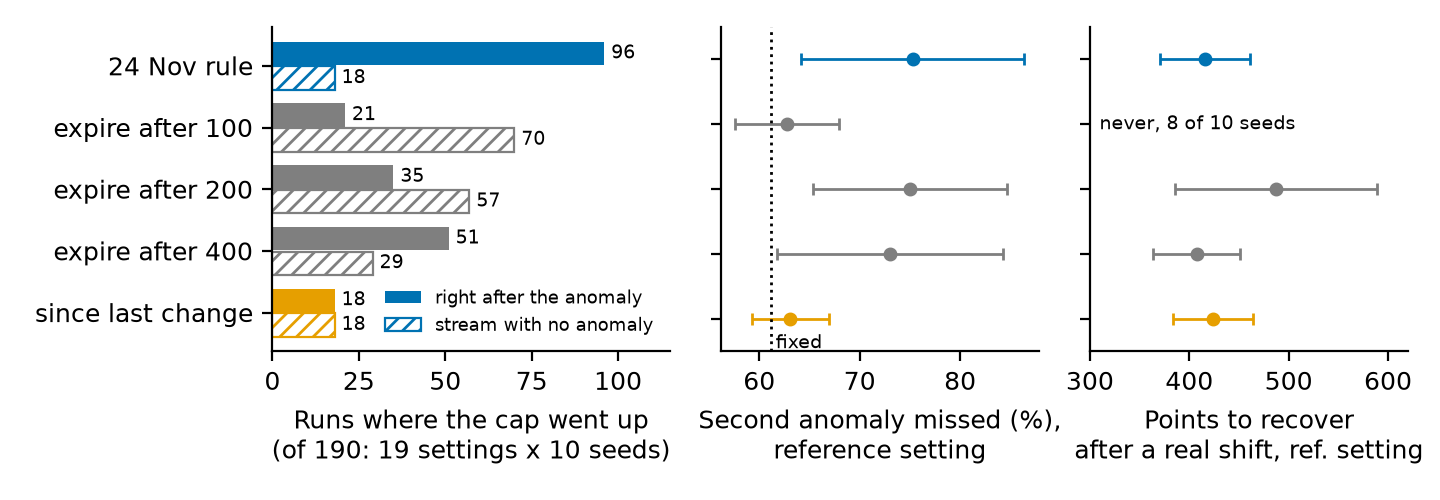 24 Nov rule
96
18
expire after 100
21
70
expire after 200
35
57
expire after 400
51
29
since last change
18
18
right after the anomaly
stream with no anomaly
0 25 50 75 100
Runs where the cap went up
(of 190: 19 settings x 10 seeds)
fixed
60 70 80
Second anomaly missed (%),
reference setting
never, 8 of 10 seeds
300 400 500 600
Points to recover
after a real shift, ref. setting